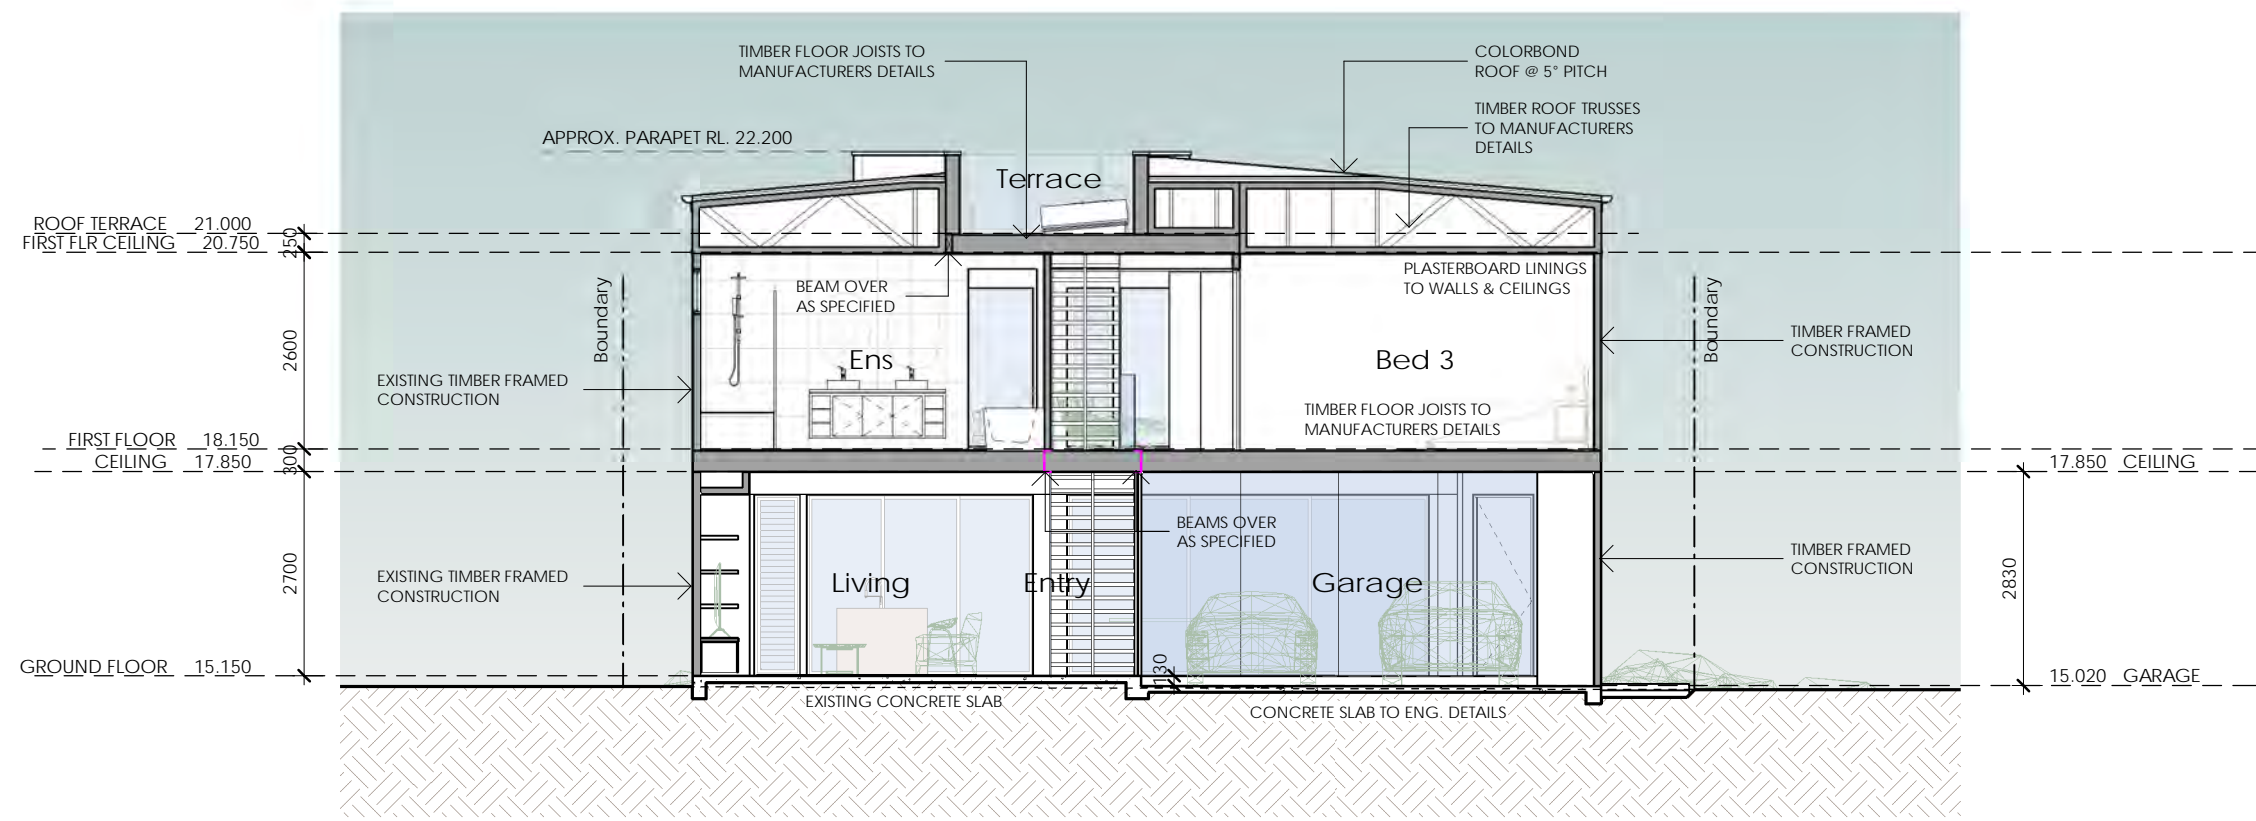 TIMBER FLOOR JOISTS TO
MANUFACTURERS DETAILS
COLORBOND
ROOF @ 5° PITCH
TIMBER ROOF TRUSSES
TO MANUFACTURERS
DETAILS
APPROX. PARAPET RL. 22.200
Terrace
ROOF TERRACE 21.000
FIRST FLR CEILING 20.750
250
PLASTERBOARD LININGS
TO WALLS & CEILINGS
BEAM OVER
AS SPECIFIED
Boundary
Boundary
2600
TIMBER FRAMED
CONSTRUCTION
Ens
Bed 3
EXISTING TIMBER FRAMED
CONSTRUCTION
TIMBER FLOOR JOISTS TO
MANUFACTURERS DETAILS
FIRST FLOOR 18.150
CEILING 17.850
300
17.850 CEILING
BEAMS OVER
AS SPECIFIED
2700
EXISTING TIMBER FRAMED
CONSTRUCTION
Living
Entry
Garage
TIMBER FRAMED
CONSTRUCTION
2830
GROUND FLOOR 15.150
130
15.020 GARAGE
EXISTING CONCRETE SLAB
CONCRETE SLAB TO ENG. DETAILS